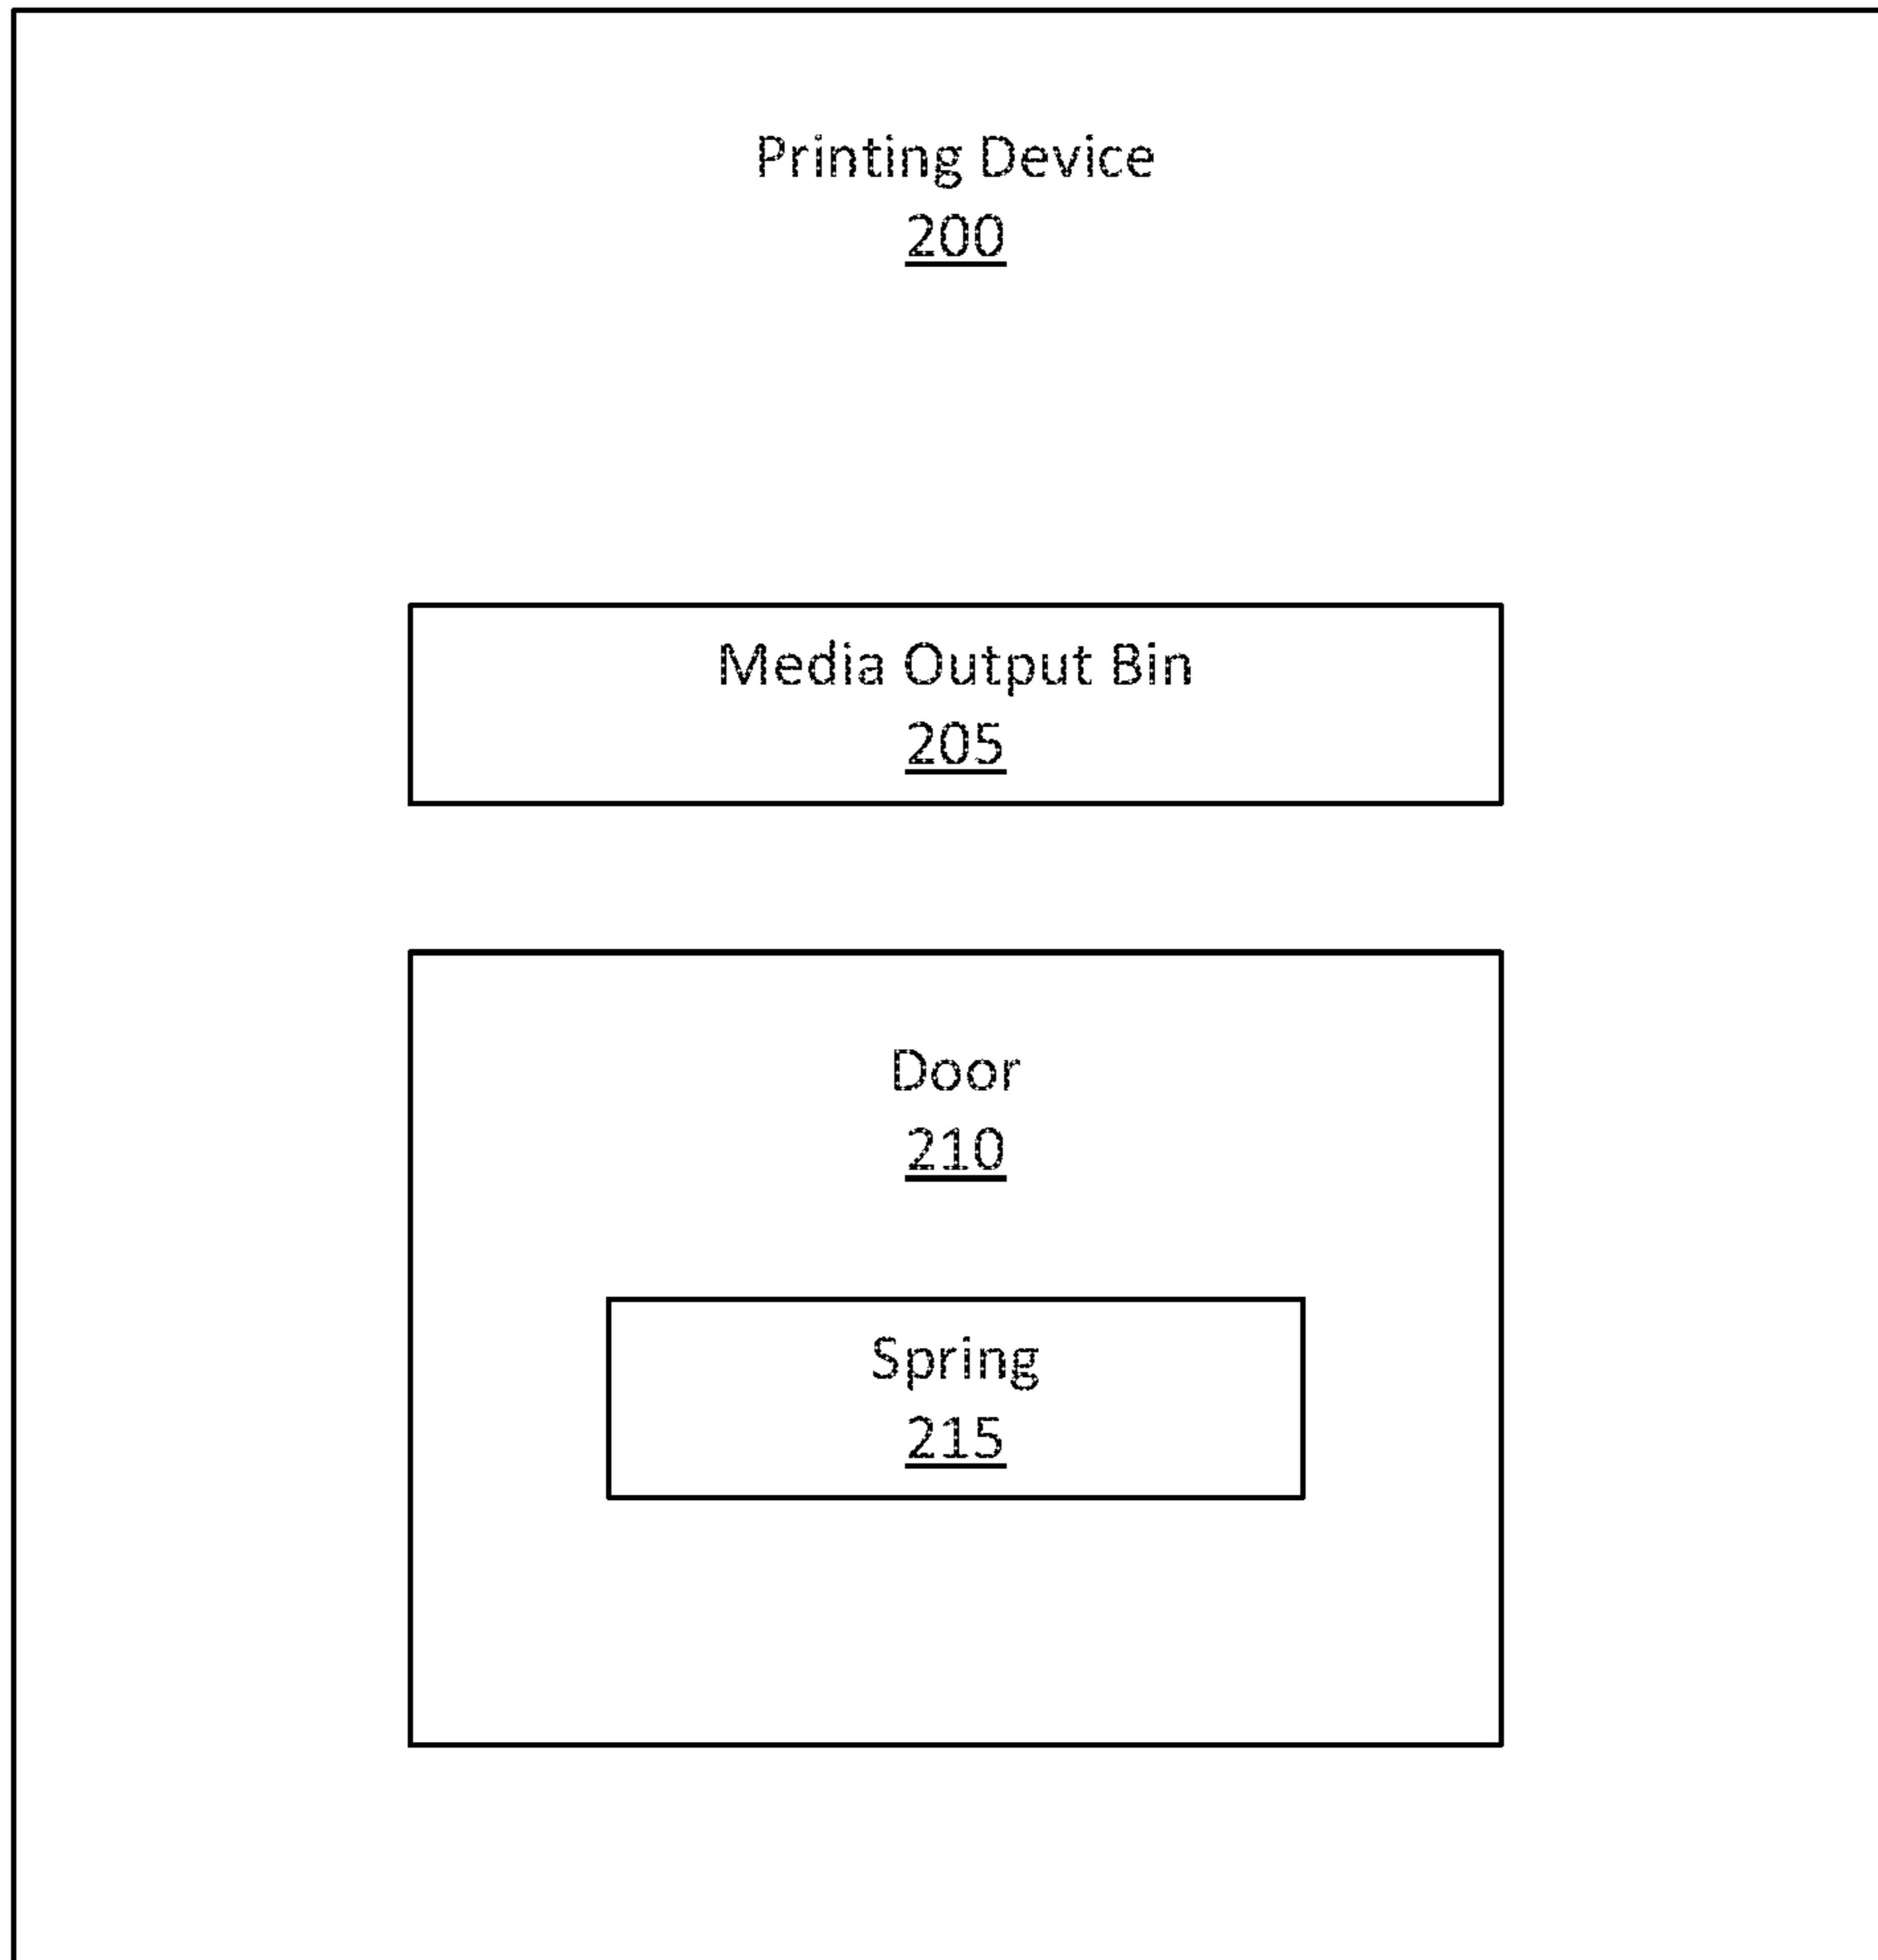 Printing Device
200
Media Output Bin
205
Door
210
Spring
215